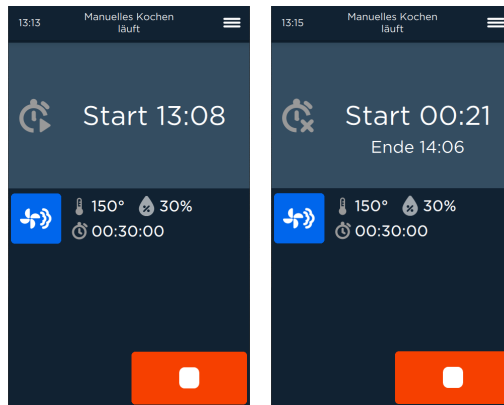 13:13
Manuelles Kochen
läuft
Start 13:08
150° 30%
00:30:00
13:15
Manuelles Kochen
läuft
Start 00:21
Ende 14:06
150° 30%
00:30:00